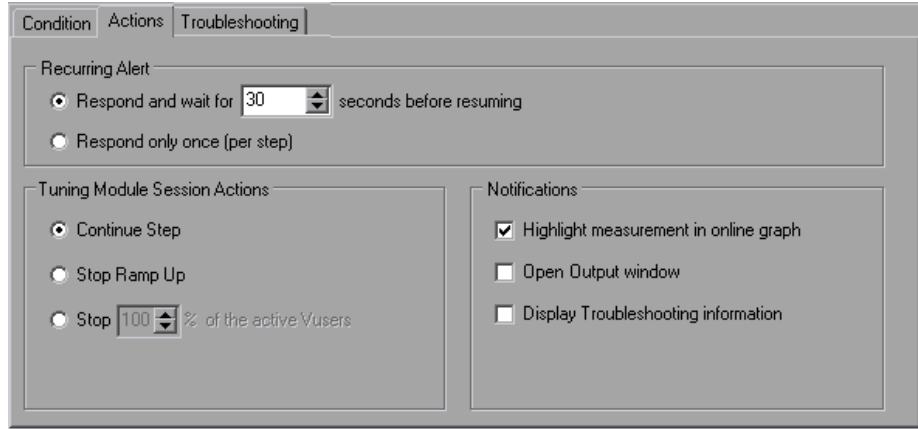 Condition Actions Troubleshooting
Recurring Alert
Respond and wait for 30 seconds before resuming
Respond only once (per step)
Tuning Module Session Actions
Continue Step
Stop Ramp Up
Stop 100 % of the active Vusers
Notifications
Highlight measurement in online graph
Open Output window
Display Troubleshooting information